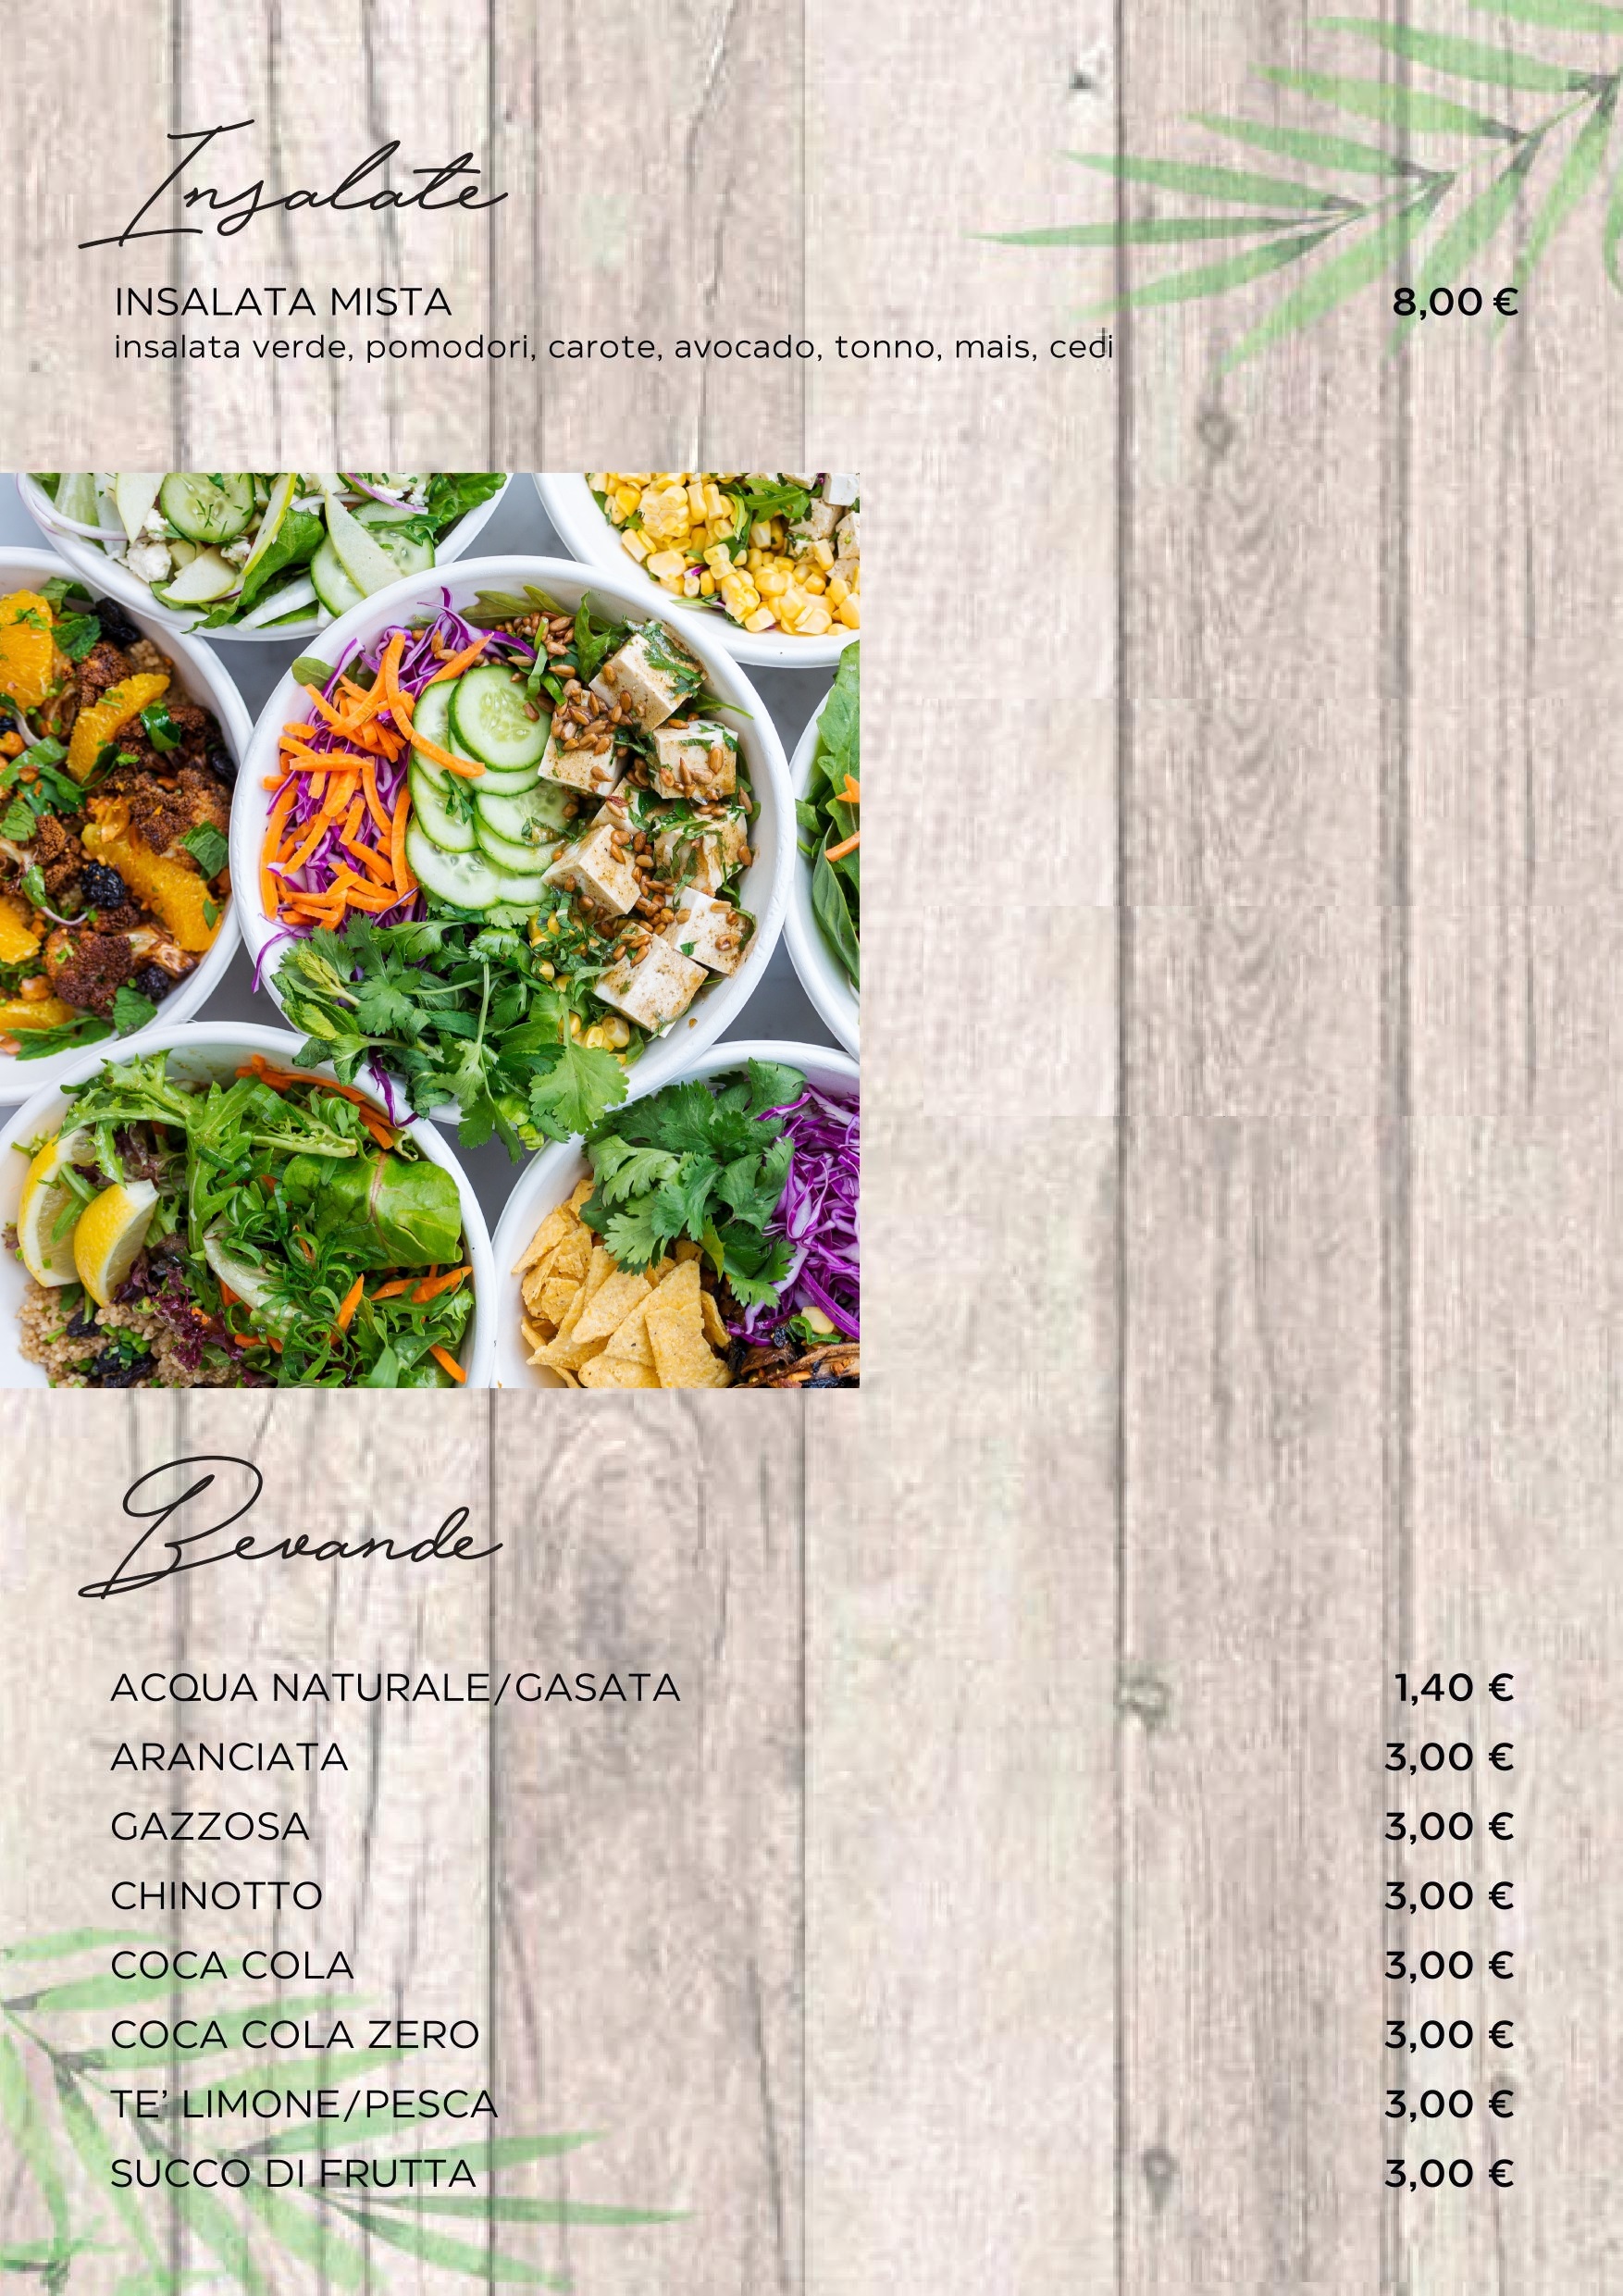 Insalate
INSALATA MISTA 8,00 €
insalata verde, pomodori, carote, avocado, tonno, mais, cedi
Bevande
ACQUA NATURALE/GASATA 1,40 €
ARANCIATA 3,00 €
GAZZOSA 3,00 €
CHINOTTO 3,00 €
COCA COLA 3,00 €
COCA COLA ZERO 3,00 €
TE’ LIMONE/PESCA 3,00 €
SUCCO DI FRUTTA 3,00 €